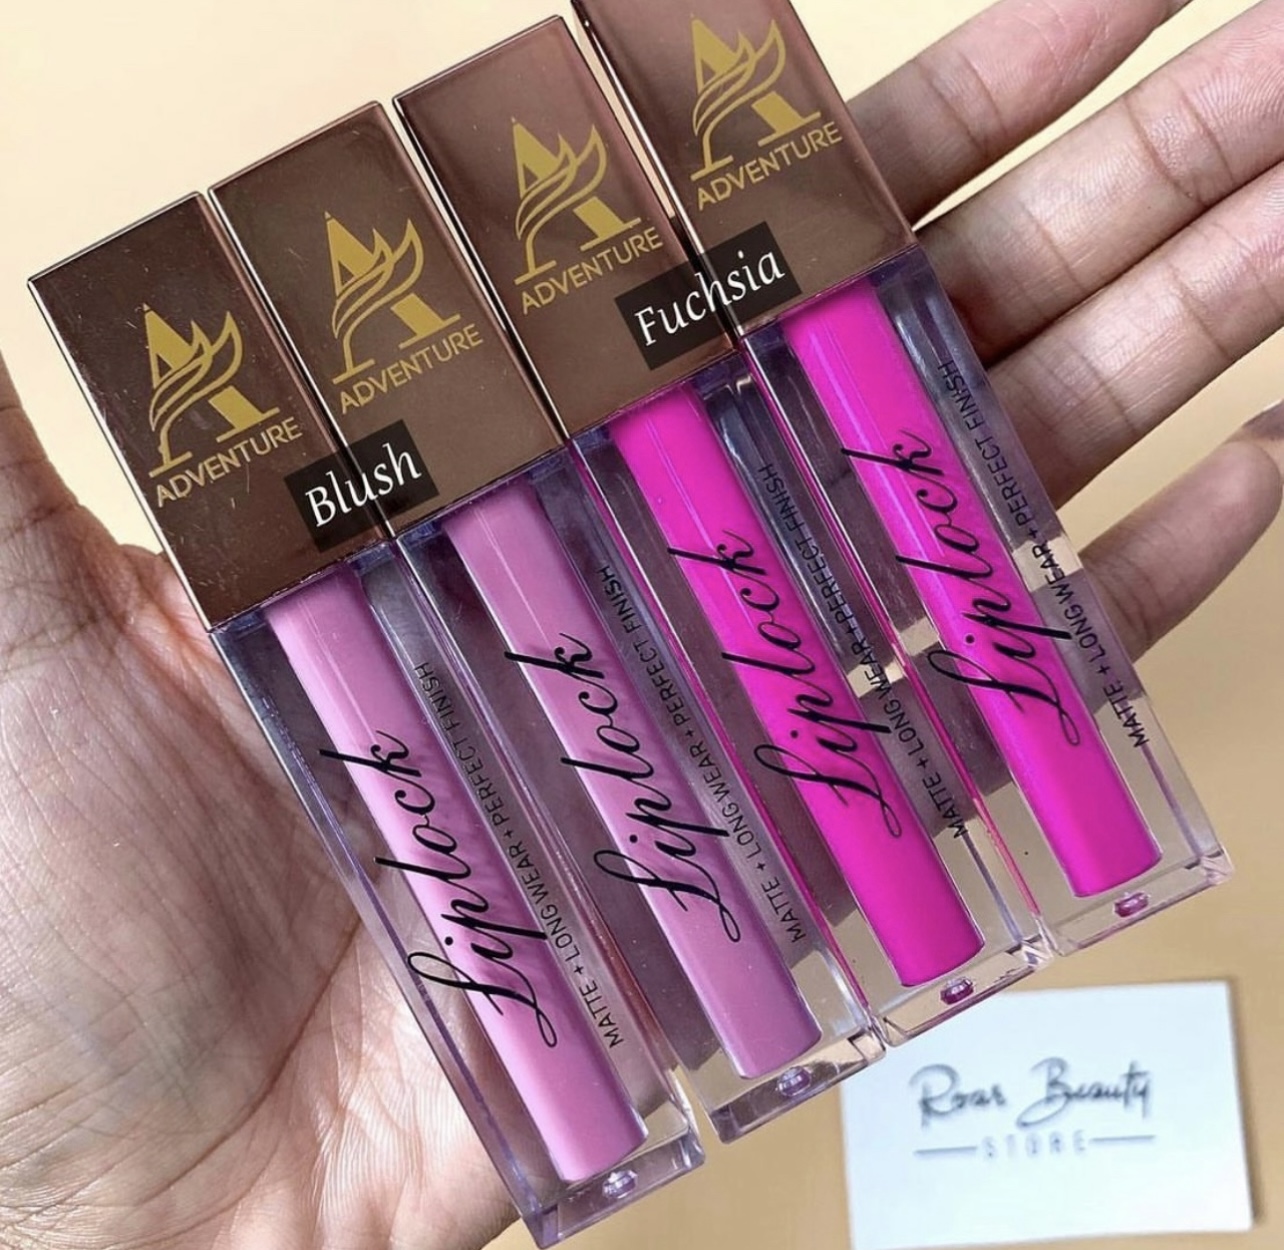 ADVENTURE
ADVENTURE
ADVENTURE
ADVENTURE
Blush
Fuchsia
Liplock
MATTE + LONG WEAR + PERFECT FINISH
Liplock
MATTE + LONG WEAR + PERFECT FINISH
Liplock
MATTE + LONG WEAR + PERFECT FINISH
Liplock
MATTE + LONG WEAR + PERFECT FINISH
Roar Beauty
STORE